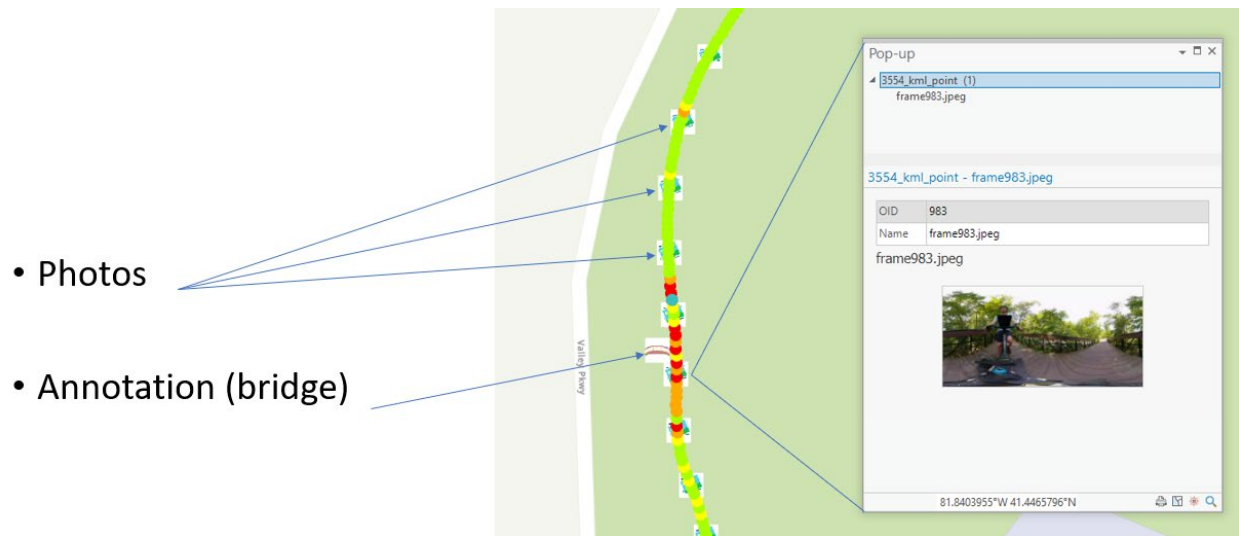 • Photos
• Annotation (bridge)
Valley Pkwy
Pop-up
3554_kml_point (1)
frame983.jpeg
3554_kml_point - frame983.jpeg
OID 983
Name frame983.jpeg
frame983.jpeg
81.8403955°W 41.4465796°N